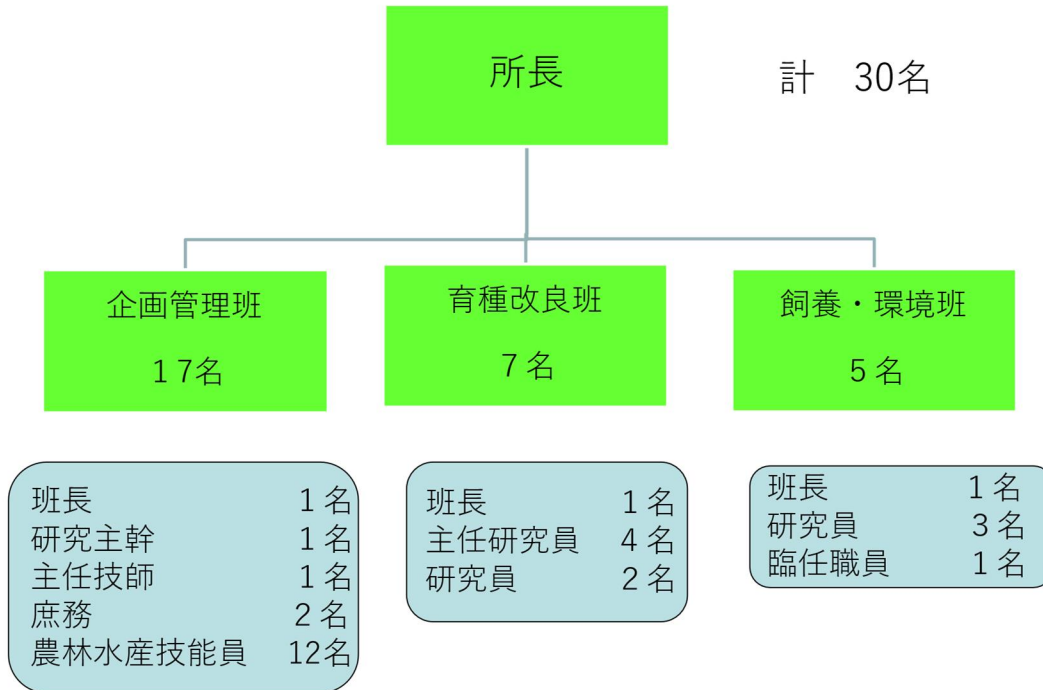 所長
計　30名
企画管理班
１7名
育種改良班
７名
飼養・環境班
５名
班長　１名
研究主幹　１名
主任技師　１名
庶務　２名
農林水産技能員　12名
班長　１名
主任研究員　４名
研究員　２名
班長　１名
研究員　３名
臨任職員　１名